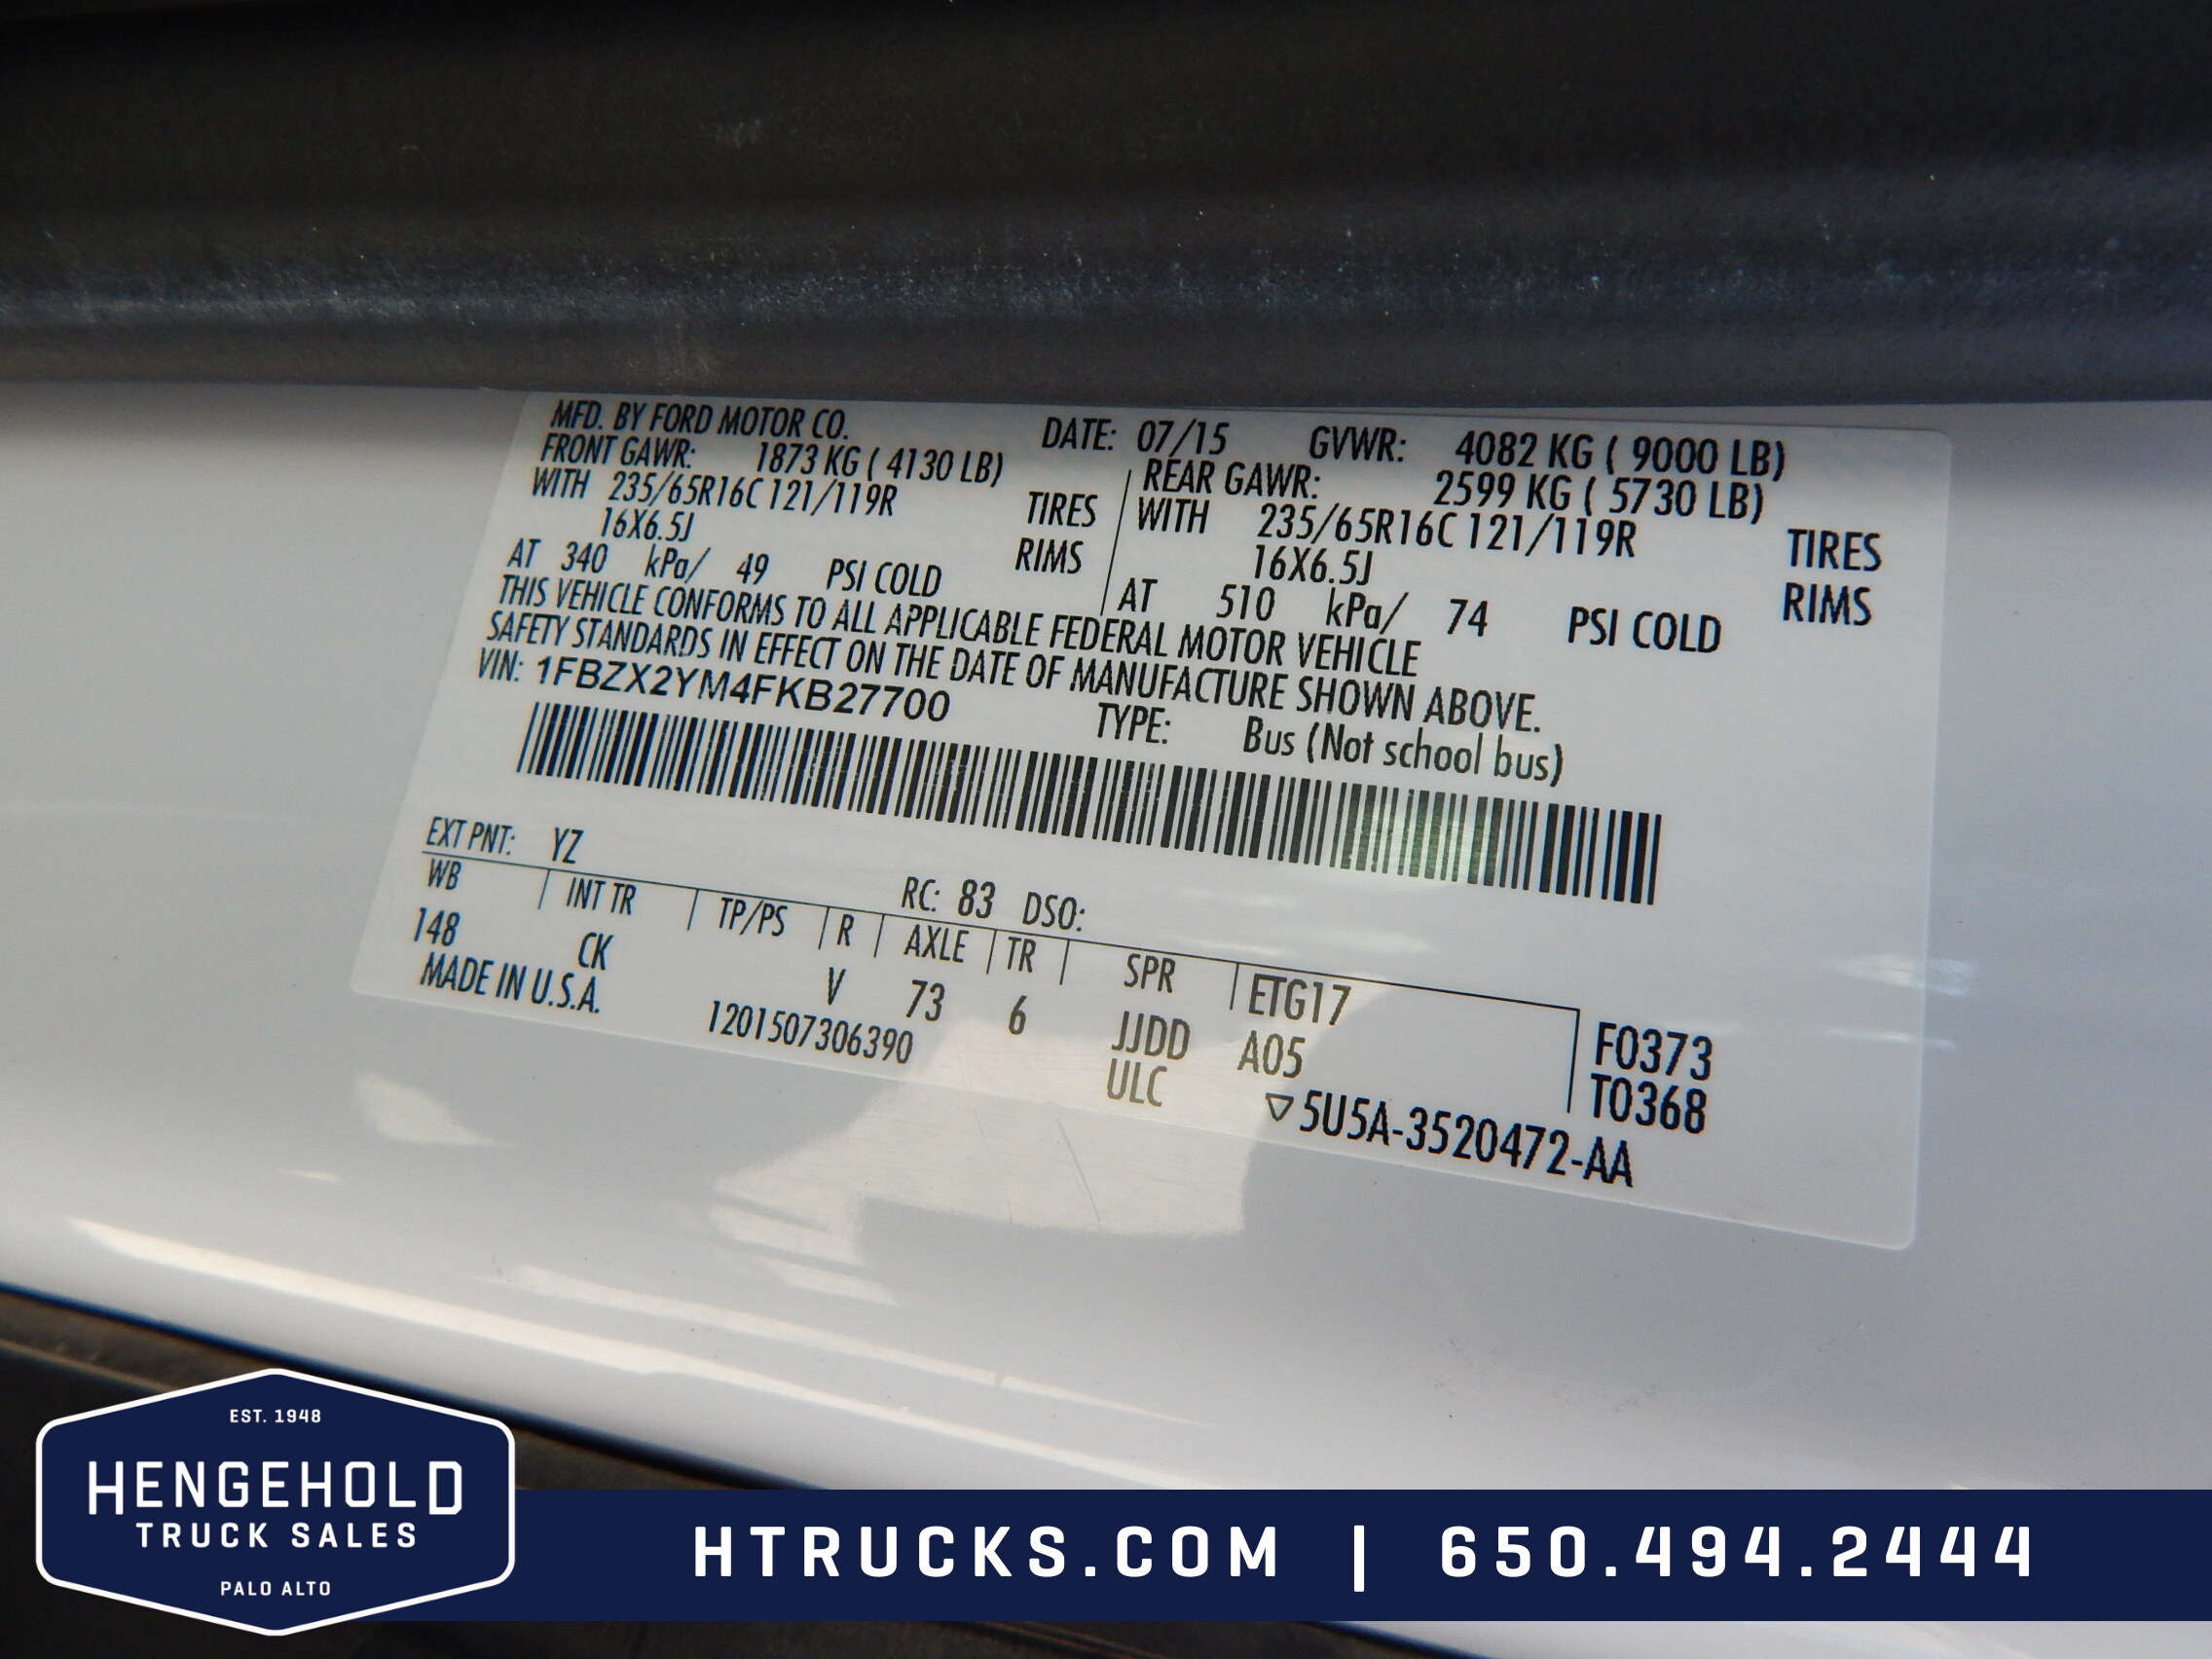 MFD. BY FORD MOTOR CO. DATE: 07/15 GVWR: 4082 KG ( 9000 LB)
FRONT GAWR: 1873 KG ( 4130 LB) REAR GAWR: 2599 KG ( 5730 LB)
WITH 235/65R16C 121/119R TIRES WITH 235/65R16C 121/119R TIRES
16X6.5J RIMS 16X6.5J RIMS
AT 340 kPa/ 49 PSI COLD AT 510 kPa/ 74 PSI COLD
THIS VEHICLE CONFORMS TO ALL APPLICABLE FEDERAL MOTOR VEHICLE
SAFETY STANDARDS IN EFFECT ON THE DATE OF MANUFACTURE SHOWN ABOVE.
VIN: 1FBZX2YM4FKB27700 TYPE: Bus (Not school bus)
EXT PNT: YZ RC: 83 DSO:
WB INT TR TP/PS R AXLE TR SPR ETG17 F0373
148 CK V 73 6 JJDD A05 T0368
MADE IN U.S.A. 1201507306390 ULC ▽5U5A-3520472-AA
EST. 1948
HENGEHOLD
TRUCK SALES
PALO ALTO
HTRUCKS.COM | 650.494.2444